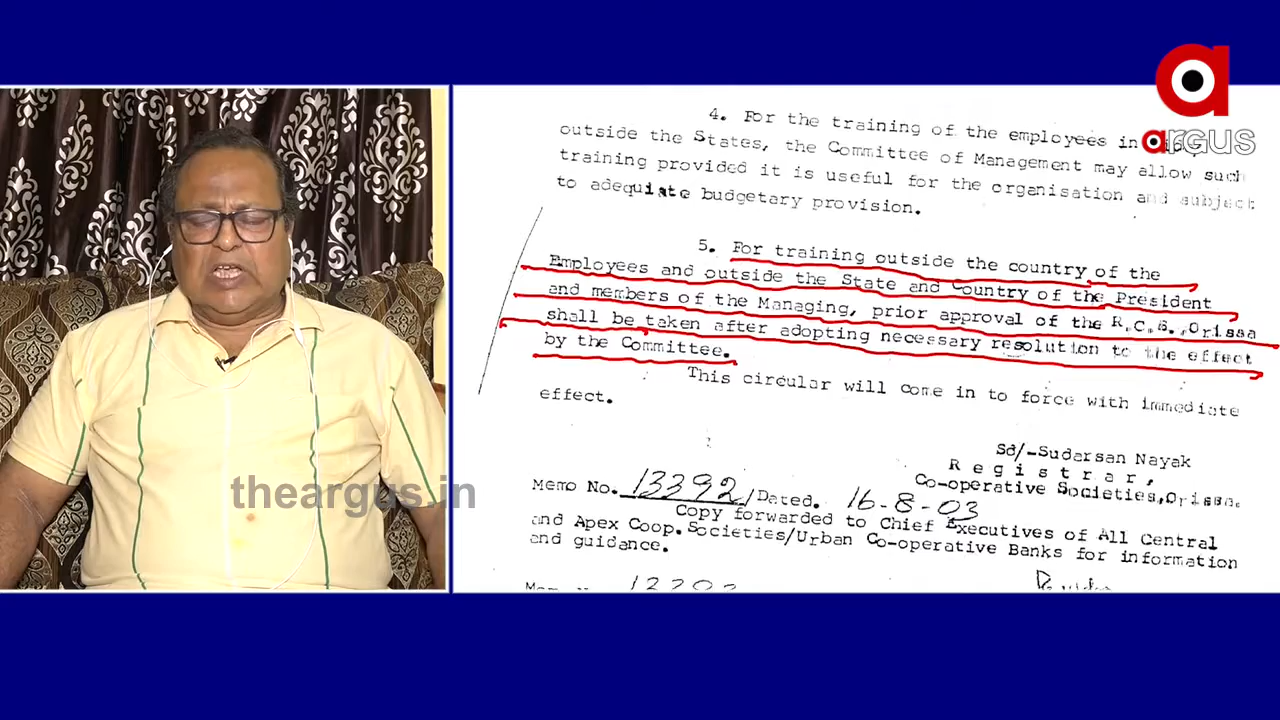 argus
4. For the training of the employees in
outside the States, the Committee of Management may allow such
training provided it is useful for the organisation and subject
to adequiate budgetary provision.
5. For training outside the country of the
Employees and outside the State and Country of the President
and members of the Managing, prior approval of the R.C.S., Orissa
shall be taken after adopting necessary resolution to the effect
by the Committee.
This circular will come in to force with immediate
effect.
Sd/-Sudarsan Nayak
Registrar,
Co-operative Societies, Orissa.
Memo No. 13392/Dated. 16-8-03
Copy forwarded to Chief Executives of All Central
and Apex Coop. Societies/Urban Co-operative Banks for information
and guidance.
theargus.in